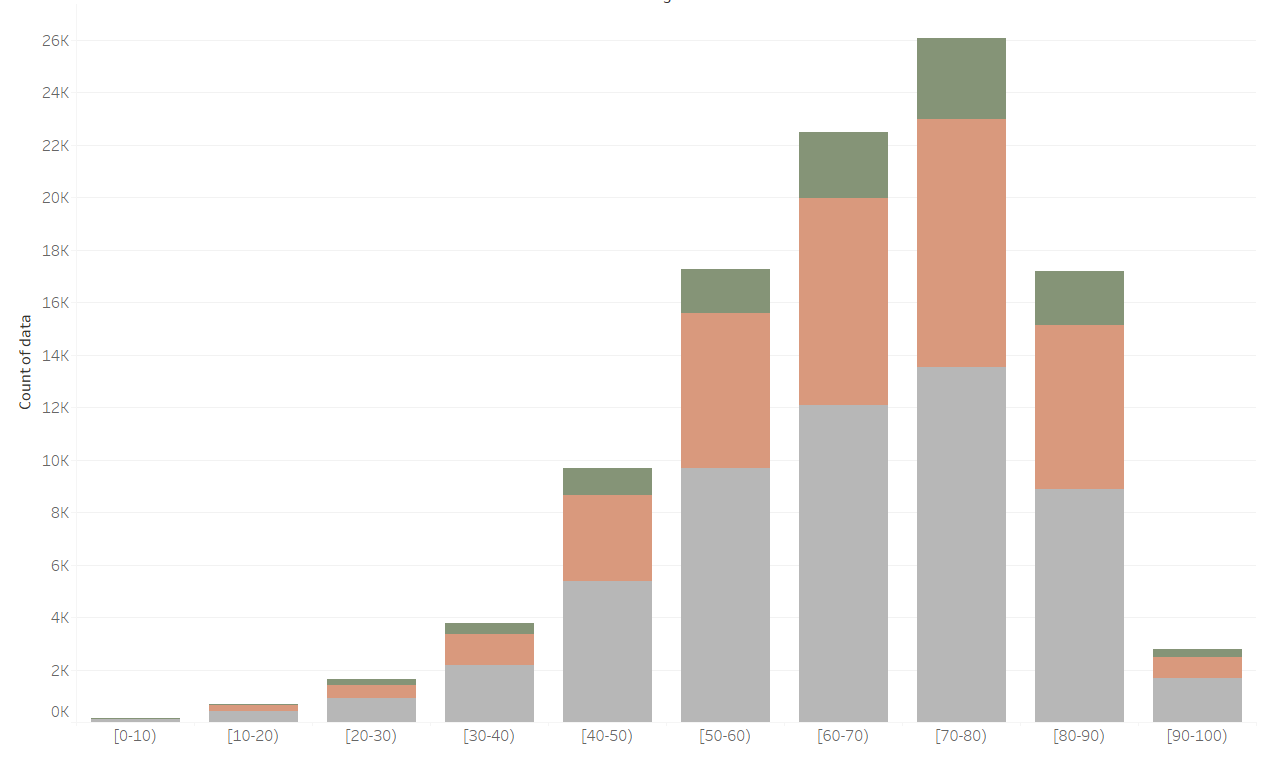 26K
24K
22K
20K
18K
16K
14K
12K
10K
8K
6K
4K
2K
0K
Count of data
[0-10) [10-20) [20-30) [30-40) [40-50) [50-60) [60-70) [70-80) [80-90) [90-100)